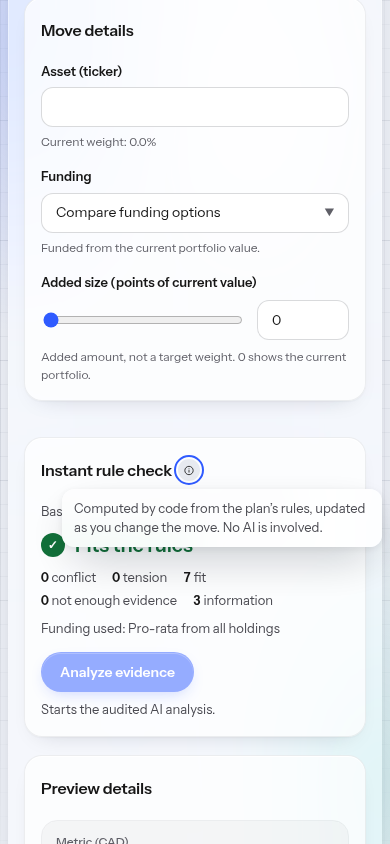 Move details
Asset (ticker)
Current weight: 0.0%
Funding
Compare funding options
Funded from the current portfolio value.
Added size (points of current value)
0
Added amount, not a target weight. 0 shows the current
portfolio.
Instant rule check
Computed by code from the plan's rules, updated
as you change the move. No AI is involved.
Fits the rules
0 conflict 0 tension 7 fit
0 not enough evidence 3 information
Funding used: Pro-rata from all holdings
Analyze evidence
Starts the audited AI analysis.
Preview details
Metric (CAD)